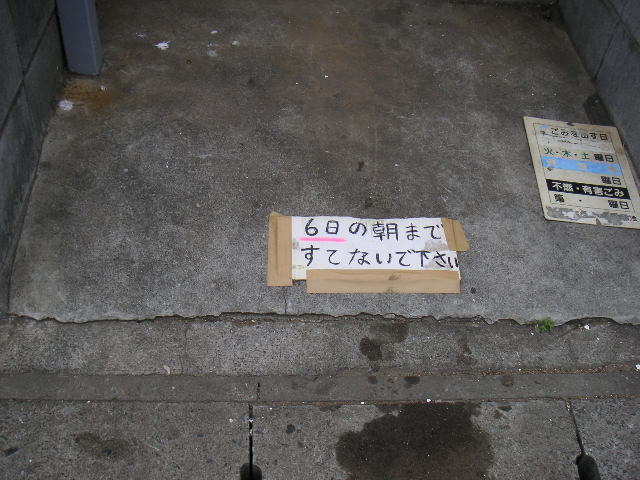 6日の朝まで
すてないで下さい
ごみを出す日
火・木・土 曜日
曜日
不燃・有害ごみ
第・ 曜日